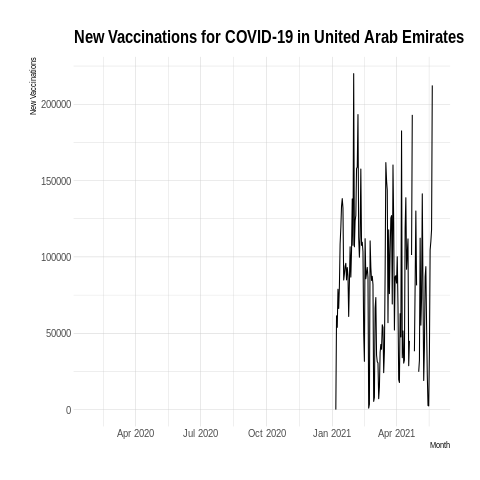 New Vaccinations for COVID-19 in United Arab Emirates
New Vaccinations
200000
150000
100000
50000
0
Apr 2020 Jul 2020 Oct 2020 Jan 2021 Apr 2021
Month